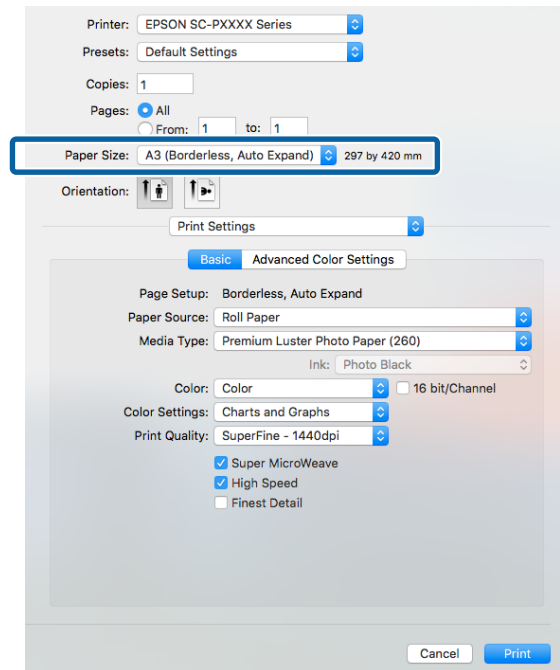 Printer: EPSON SC-PXXXX Series
Presets: Default Settings
Copies: 1
Pages: All
From: 1 to: 1
Paper Size: A3 (Borderless, Auto Expand) 297 by 420 mm
Orientation:
Print Settings
Basic Advanced Color Settings
Page Setup: Borderless, Auto Expand
Paper Source: Roll Paper
Media Type: Premium Luster Photo Paper (260)
Ink: Photo Black
Color: Color 16 bit/Channel
Color Settings: Charts and Graphs
Print Quality: SuperFine - 1440dpi
Super MicroWeave
High Speed
Finest Detail
Cancel Print